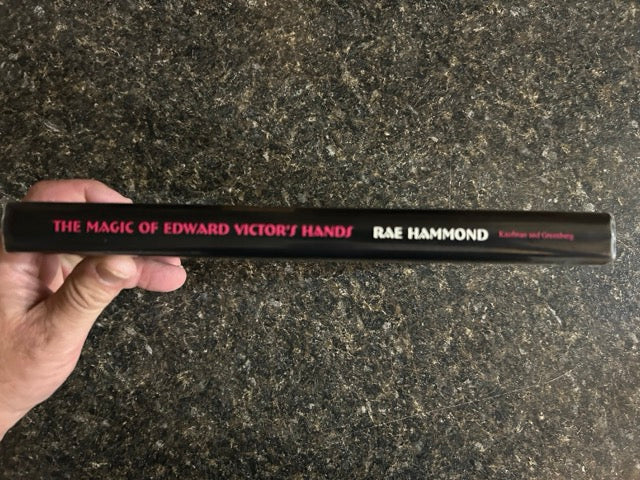 THE MAGIC OF EDWARD VICTOR'S HANDS RAE HAMMOND Kaufman and Greenberg